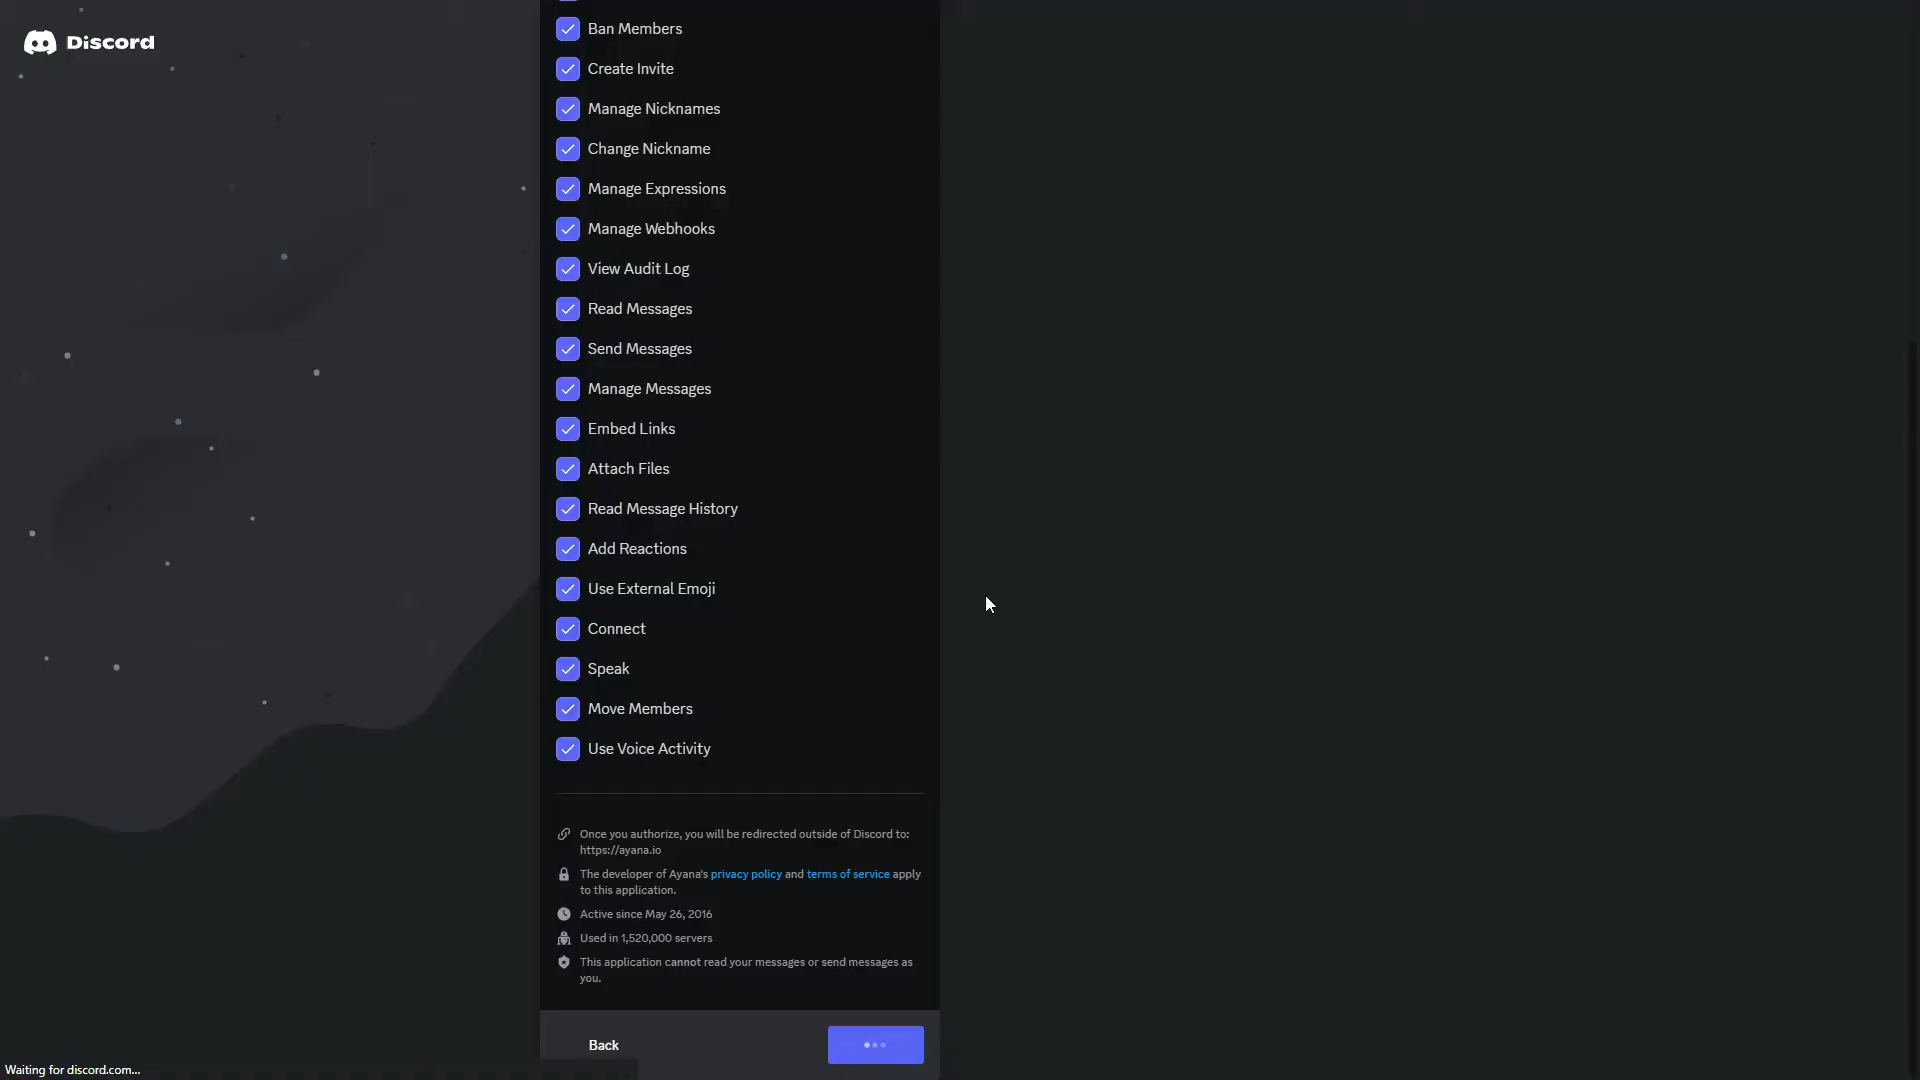 Discord
Ban Members
Create Invite
Manage Nicknames
Change Nickname
Manage Expressions
Manage Webhooks
View Audit Log
Read Messages
Send Messages
Manage Messages
Embed Links
Attach Files
Read Message History
Add Reactions
Use External Emoji
Connect
Speak
Move Members
Use Voice Activity
Once you authorize, you will be redirected outside of Discord to:
https://ayana.io
The developer of Ayana's privacy policy and terms of service apply
to this application.
Active since May 26, 2016
Used in 1,520,000 servers
This application cannot read your messages or send messages as
you.
Back
Waiting for discord.com...